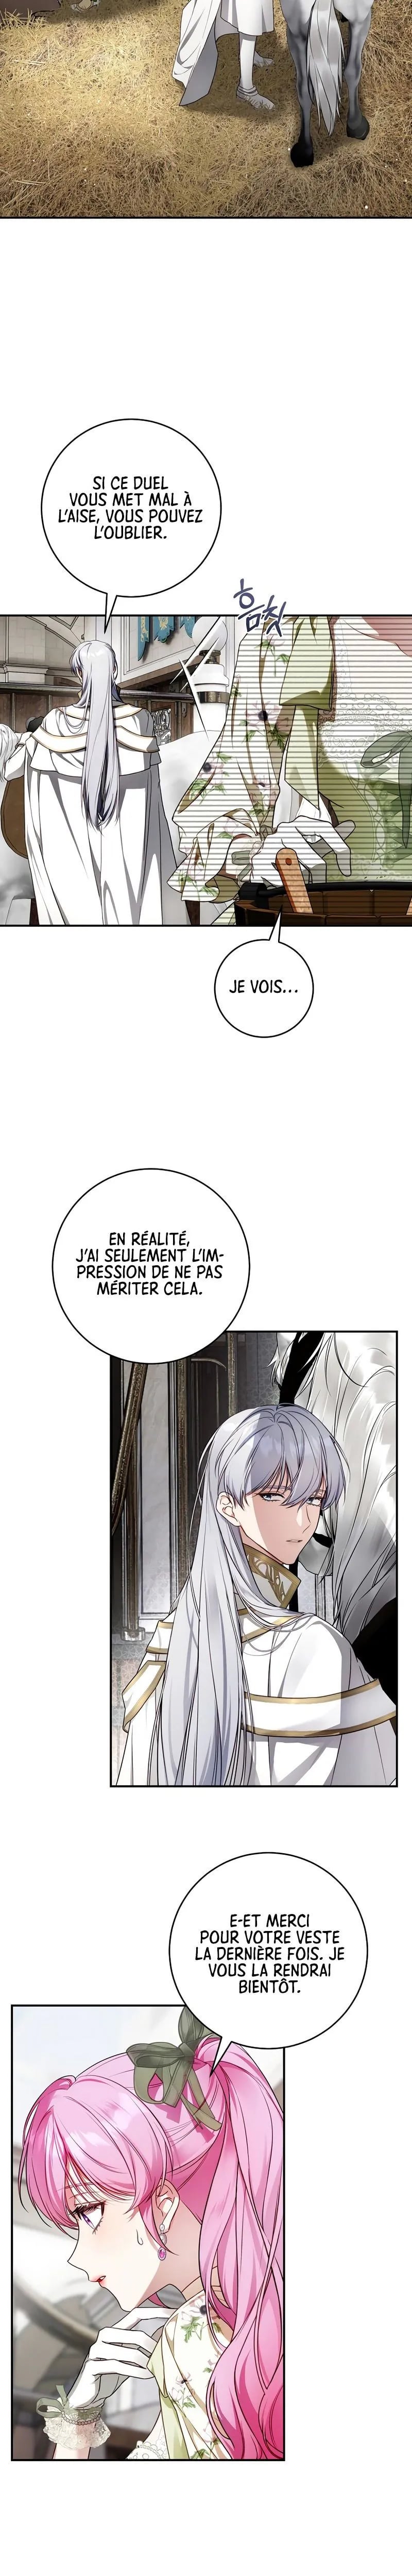 SI CE DUEL
VOUS MET MAL À
L'AISE, VOUS POUVEZ
L'OUBLIER.
흠칫
JE VOIS...
EN RÉALITÉ,
J'AI SEULEMENT L'IM-
PRESSION DE NE PAS
MÉRITER CELA.
E-ET MERCI
POUR VOTRE VESTE
LA DERNIÈRE FOIS. JE
VOUS LA RENDRAI
BIENTÔT.